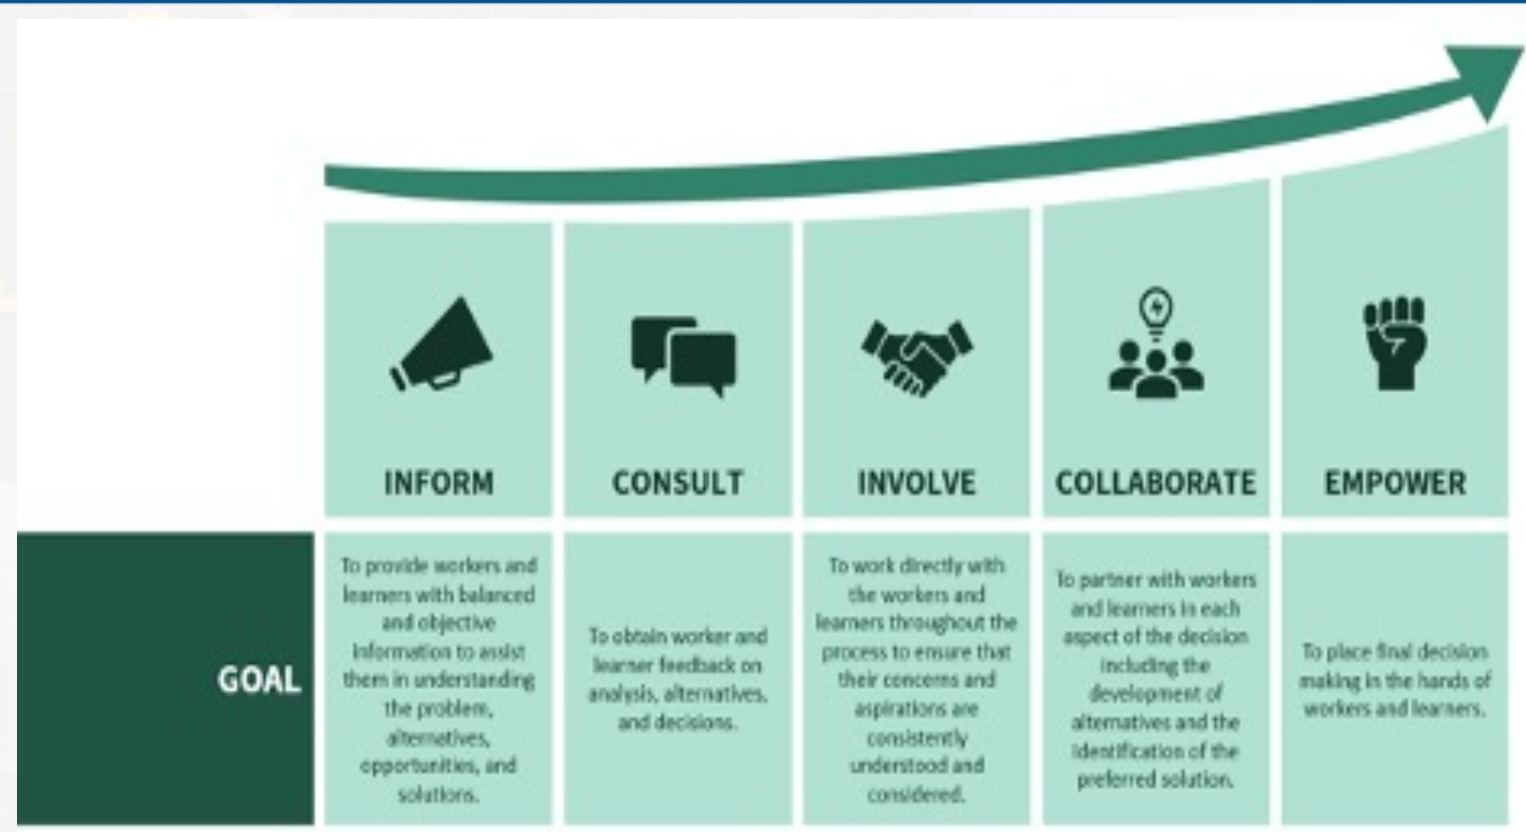 INFORM
CONSULT
INVOLVE
COLLABORATE
EMPOWER
GOAL
To provide workers and
learners with balanced
and objective
information to assist
them in understanding
the problem,
alternatives,
opportunities, and
solutions.
To obtain worker and
learner feedback on
analysis, alternatives,
and decisions.
To work directly with
the workers and
learners throughout the
process to ensure that
their concerns and
aspirations are
consistently
understood and
considered.
To partner with workers
and learners in each
aspect of the decision
including the
development of
alternatives and the
identification of the
preferred solution.
To place final decision
making in the hands of
workers and learners.